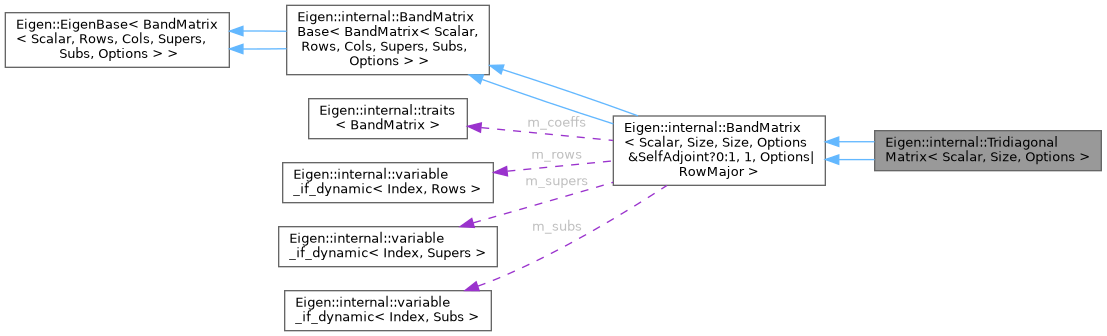 Eigen::EigenBase< BandMatrix
< Scalar, Rows, Cols, Supers,
Subs, Options > >
Eigen::internal::BandMatrix
Base< BandMatrix< Scalar,
Rows, Cols, Supers, Subs,
Options > >
Eigen::internal::traits
< BandMatrix >
m_coeffs
Eigen::internal::variable
_if_dynamic< Index, Rows >
m_rows
m_supers
Eigen::internal::variable
_if_dynamic< Index, Supers >
m_subs
Eigen::internal::variable
_if_dynamic< Index, Subs >
Eigen::internal::BandMatrix
< Scalar, Size, Size, Options
&SelfAdjoint?0:1, 1, Options|
RowMajor >
Eigen::internal::Tridiagonal
Matrix< Scalar, Size, Options >